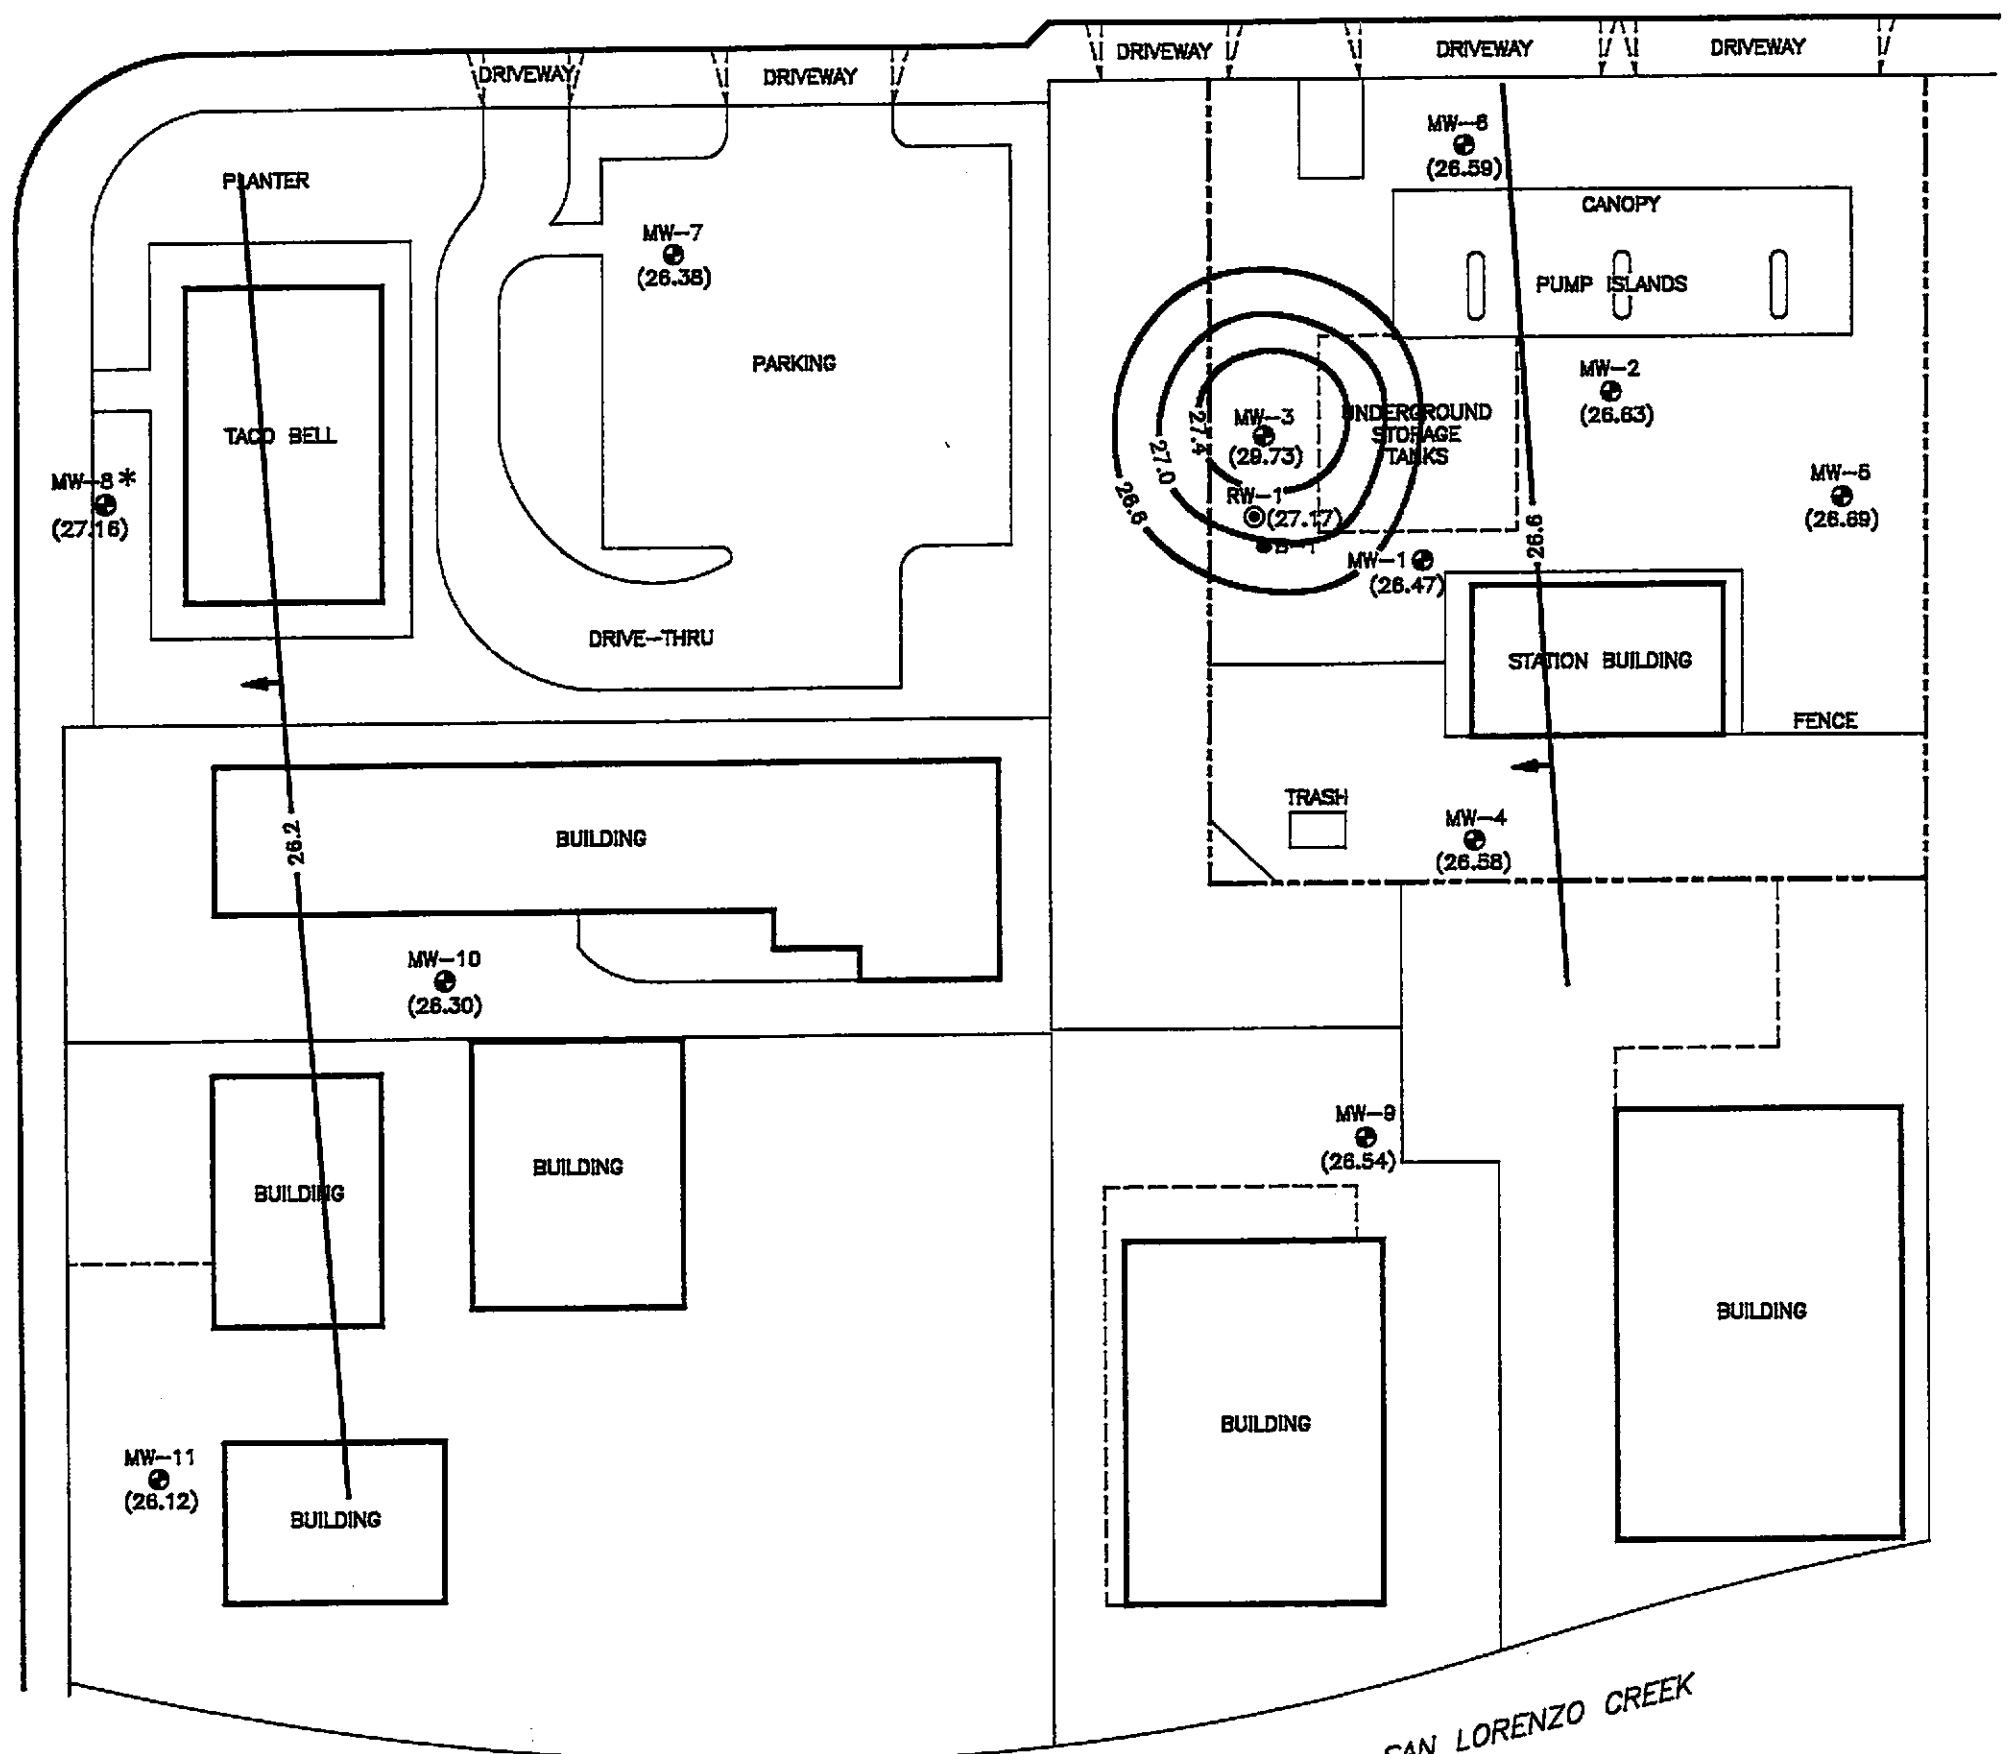 DRIVEWAY
DRIVEWAY
DRIVEWAY
DRIVEWAY
DRIVEWAY
PLANTER
MW-7
(26.38)
MW-6
(26.59)
CANOPY
PUMP ISLANDS
PARKING
TACO BELL
MW-8*
(27.16)
DRIVE-THRU
MW-2
(26.63)
UNDERGROUND
STORAGE
TANKS
MW-3
(29.73)
27.4
27.0
26.6
RW-1
(27.17)
B-1
MW-1
(26.47)
MW-5
(26.69)
26.6
STATION BUILDING
FENCE
TRASH
MW-4
(26.58)
26.2
BUILDING
MW-10
(26.30)
BUILDING
BUILDING
MW-9
(26.54)
BUILDING
BUILDING
MW-11
(26.12)
BUILDING
SAN LORENZO CREEK